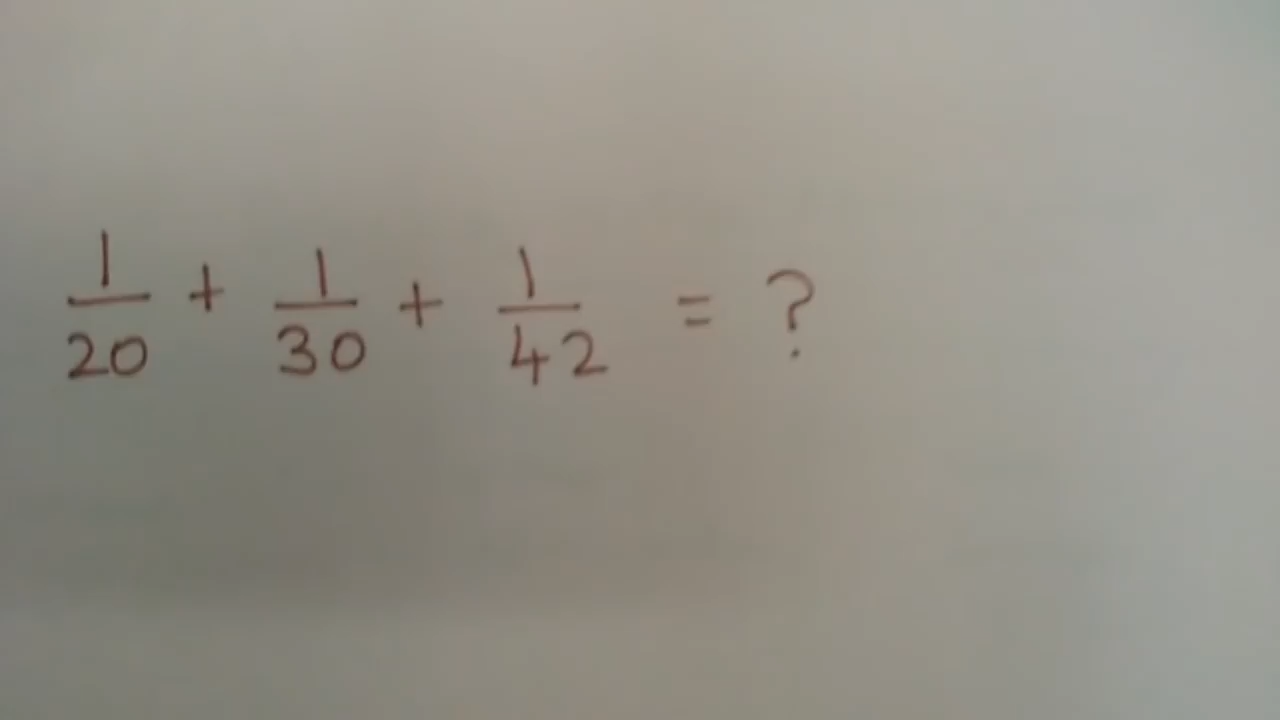 1/20 + 1/30 + 1/42 = ?